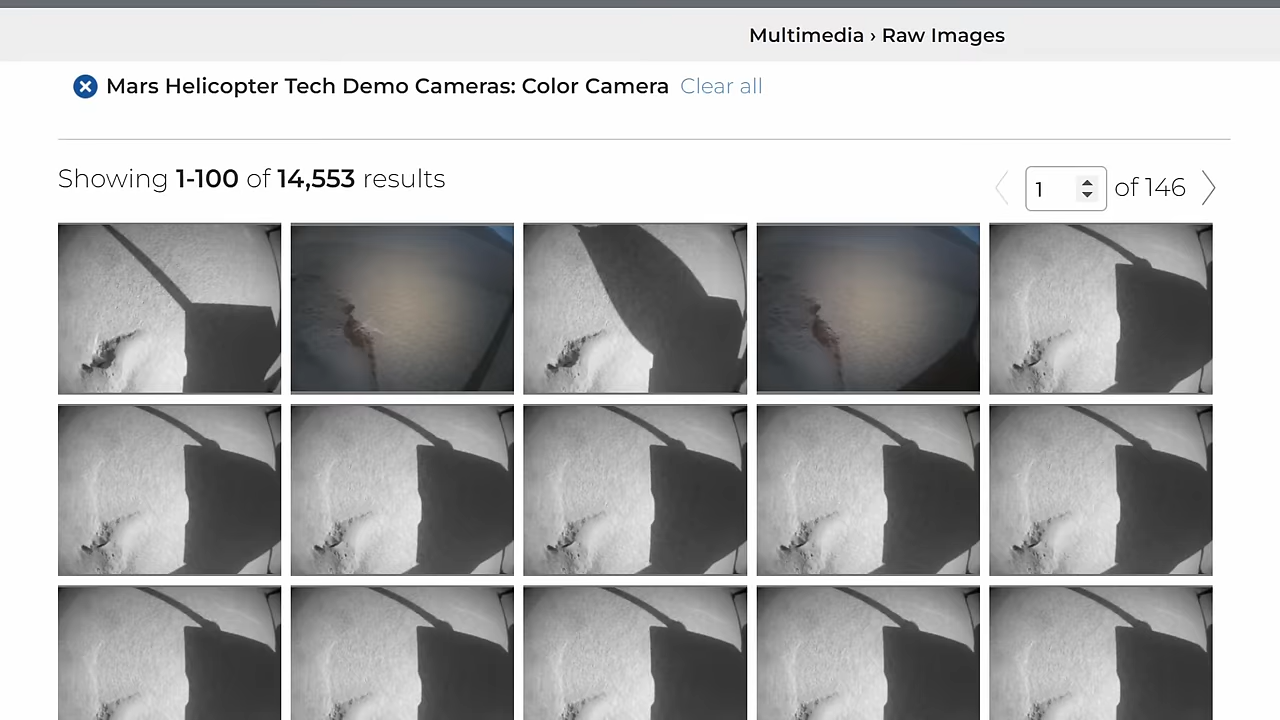 Multimedia › Raw Images
Mars Helicopter Tech Demo Cameras: Color Camera Clear all
Showing 1-100 of 14,553 results
1 of 146